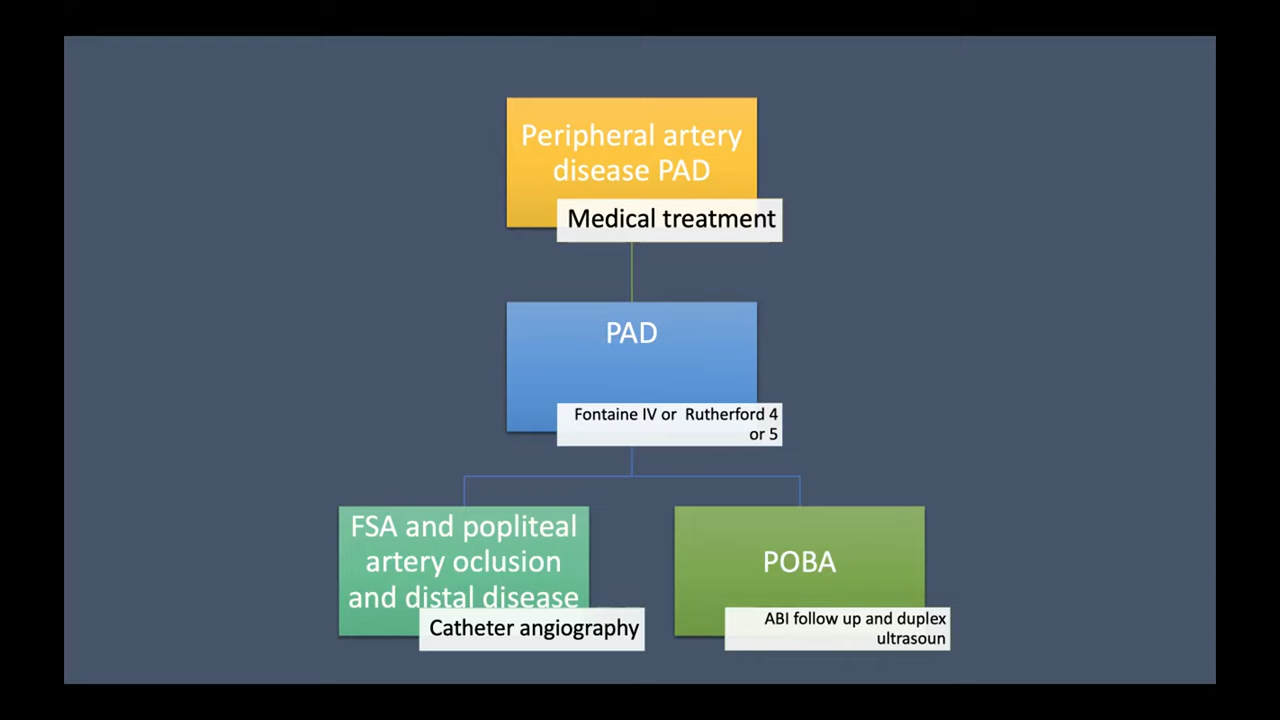 Peripheral artery
disease PAD
Medical treatment
PAD
Fontaine IV or  Rutherford 4
or 5
FSA and popliteal
artery oclusion
and distal disease
Catheter angiography
POBA
ABI follow up and duplex
ultrasoun